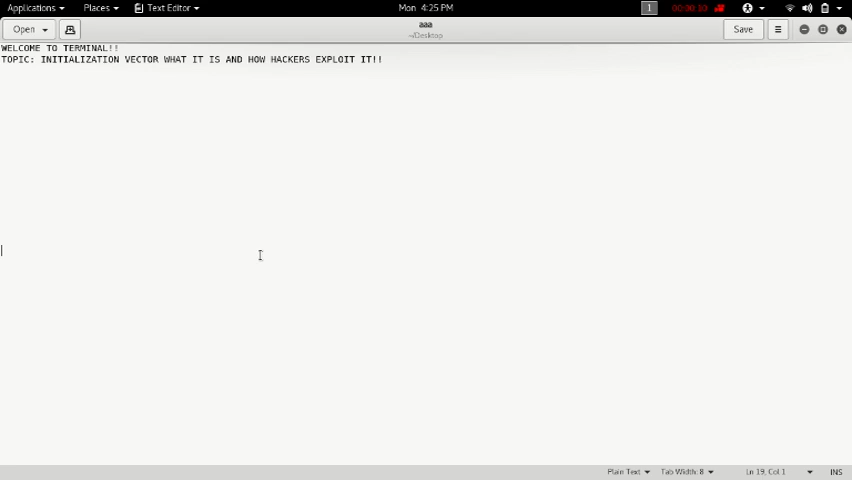 Applications Places Text Editor Mon 4:25 PM 1
Open aaa Save
~/Desktop
WELCOME TO TERMINAL!!
TOPIC: INITIALIZATION VECTOR WHAT IT IS AND HOW HACKERS EXPLOIT IT!!
Plain Text Tab Width: 8 Ln 19, Col 1 INS